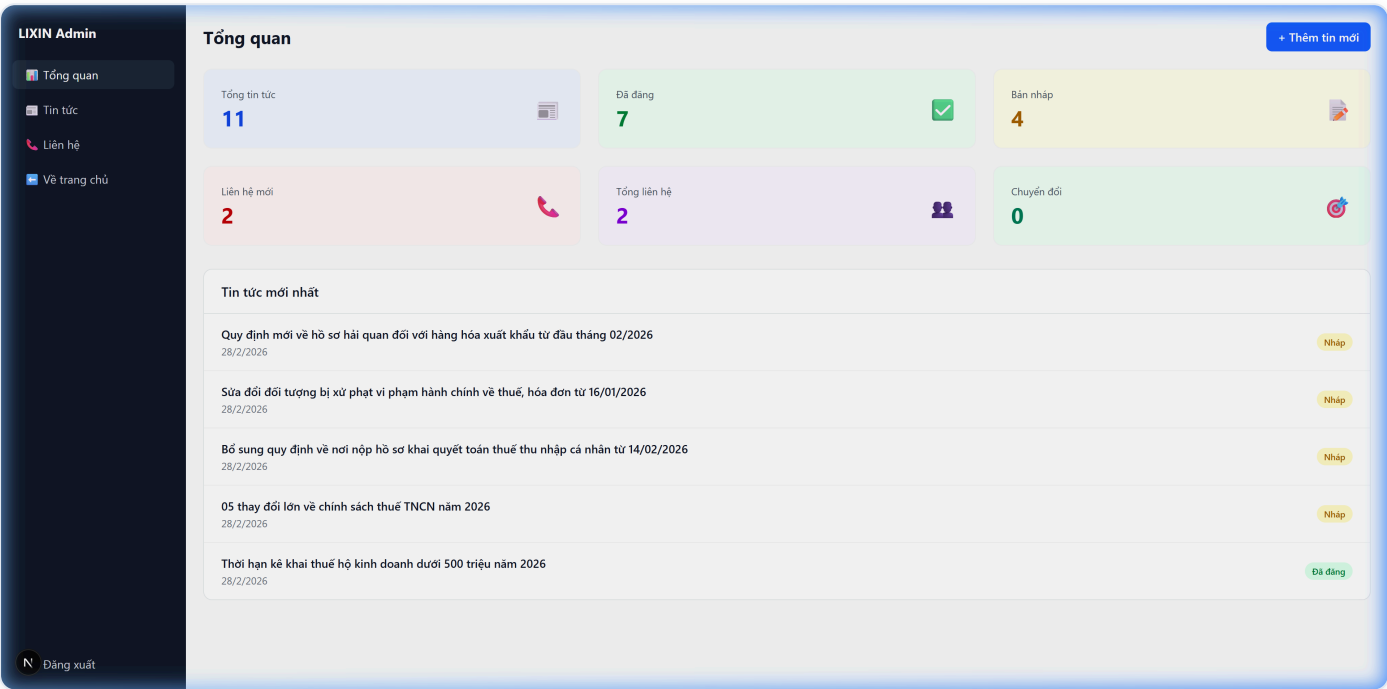 LIXIN Admin
Tổng quan
Tin tức
Liên hệ
Về trang chủ
N Đăng xuất
Tổng quan
+ Thêm tin mới
Tổng tin tức
11
Đã đăng
7
Bản nháp
4
Liên hệ mới
2
Tổng liên hệ
2
Chuyển đổi
0
Tin tức mới nhất
Quy định mới về hồ sơ hải quan đối với hàng hóa xuất khẩu từ đầu tháng 02/2026
28/2/2026
Nháp
Sửa đổi đối tượng bị xử phạt vi phạm hành chính về thuế, hóa đơn từ 16/01/2026
28/2/2026
Nháp
Bổ sung quy định về nơi nộp hồ sơ khai quyết toán thuế thu nhập cá nhân từ 14/02/2026
28/2/2026
Nháp
05 thay đổi lớn về chính sách thuế TNCN năm 2026
28/2/2026
Nháp
Thời hạn kê khai thuế hộ kinh doanh dưới 500 triệu năm 2026
28/2/2026
Đã đăng